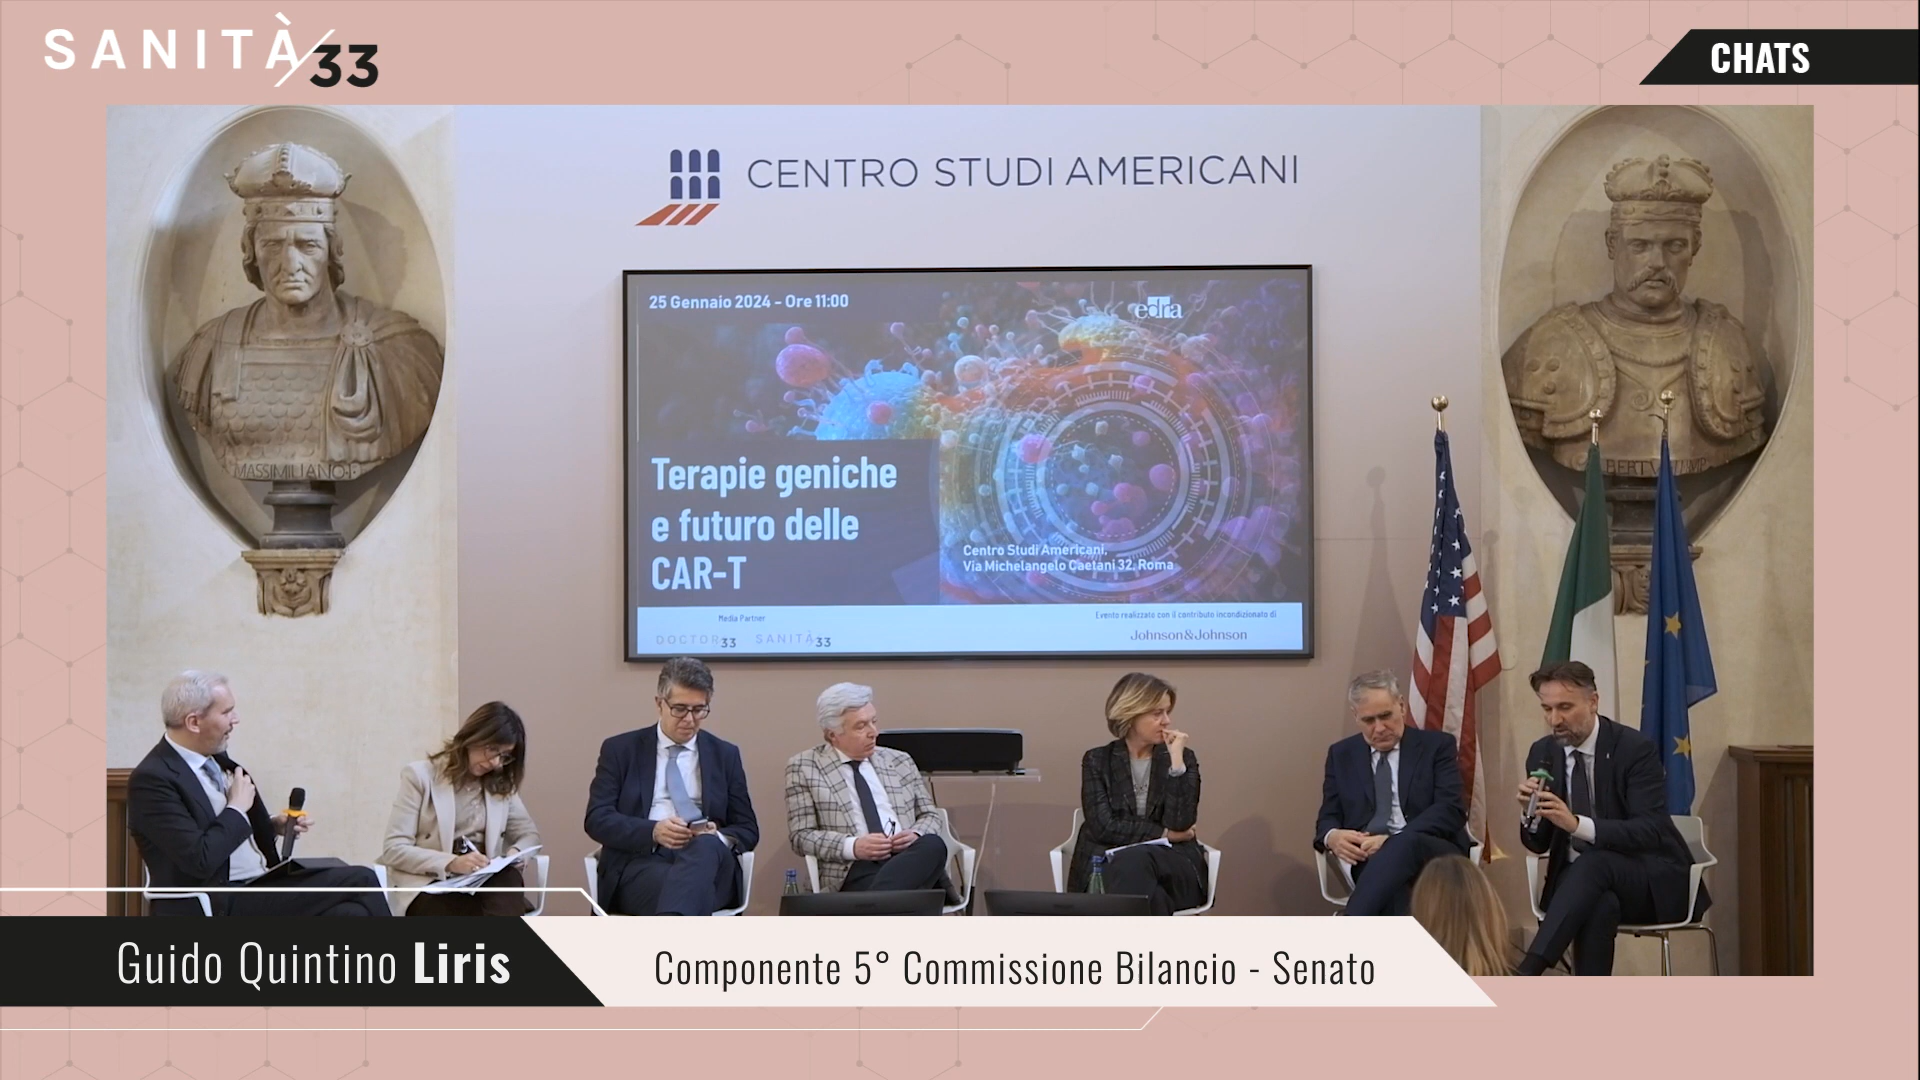 SANITÀ/33
CHATS
CENTRO STUDI AMERICANI
25 Gennaio 2024 - Ore 11:00
edra
Terapie geniche
e futuro delle
CAR-T
Centro Studi Americani,
Via Michelangelo Caetani 32, Roma
Media Partner
DOCTOR33 SANITÀ33
Evento realizzato con il contributo incondizionato di
Johnson&Johnson
MASSIMILIANO
Guido Quintino Liris
Componente 5° Commissione Bilancio - Senato